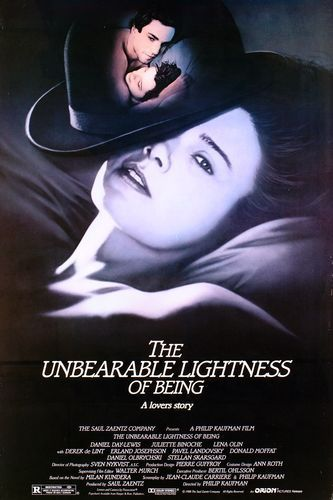 THE
UNBEARABLE LIGHTNESS
OF BEING
A lovers story
THE SAUL ZAENTZ COMPANY Presents A PHILIP KAUFMAN FILM
THE UNBEARABLE LIGHTNESS OF BEING
DANIEL DAY-LEWIS JULIETTE BINOCHE LENA OLIN
with DEREK de LINT ERLAND JOSEPHSON PAVEL LANDOVSKY DONALD MOFFAT
DANIEL OLBRYCHSKI STELLAN SKARSGARD
Director of Photography SVEN NYKVIST, A.S.C. Production Design PIERRE GUFFROY Costume Design ANN ROTH
Supervising Film Editor WALTER MURCH Executive Producer BERTIL OHLSSON
Based on the Novel by MILAN KUNDERA Screenplay by JEAN-CLAUDE CARRIERE & PHILIP KAUFMAN
Produced by SAUL ZAENTZ Directed by PHILIP KAUFMAN
R RESTRICTED
DOLBY STEREO
AN ORION PICTURES Release